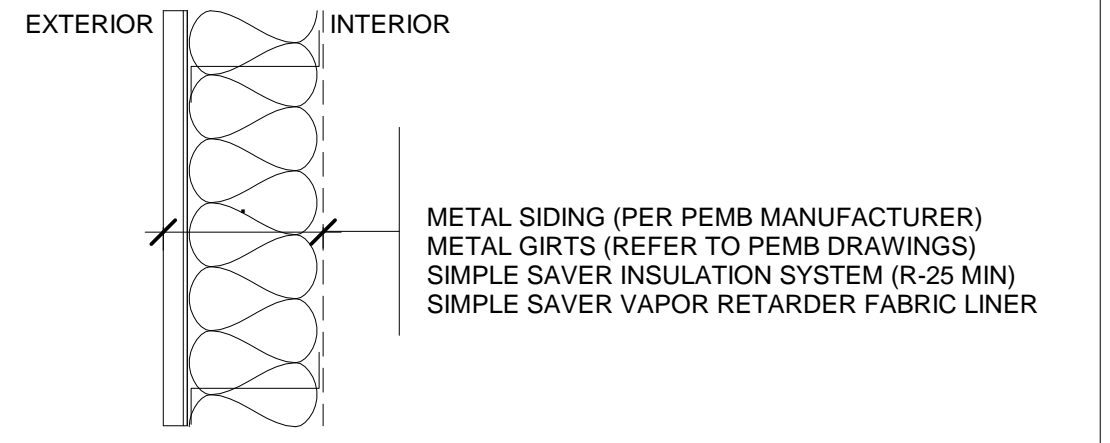 EXTERIOR INTERIOR
METAL SIDING (PER PEMB MANUFACTURER)
METAL GIRTS (REFER TO PEMB DRAWINGS)
SIMPLE SAVER INSULATION SYSTEM (R-25 MIN)
SIMPLE SAVER VAPOR RETARDER FABRIC LINER